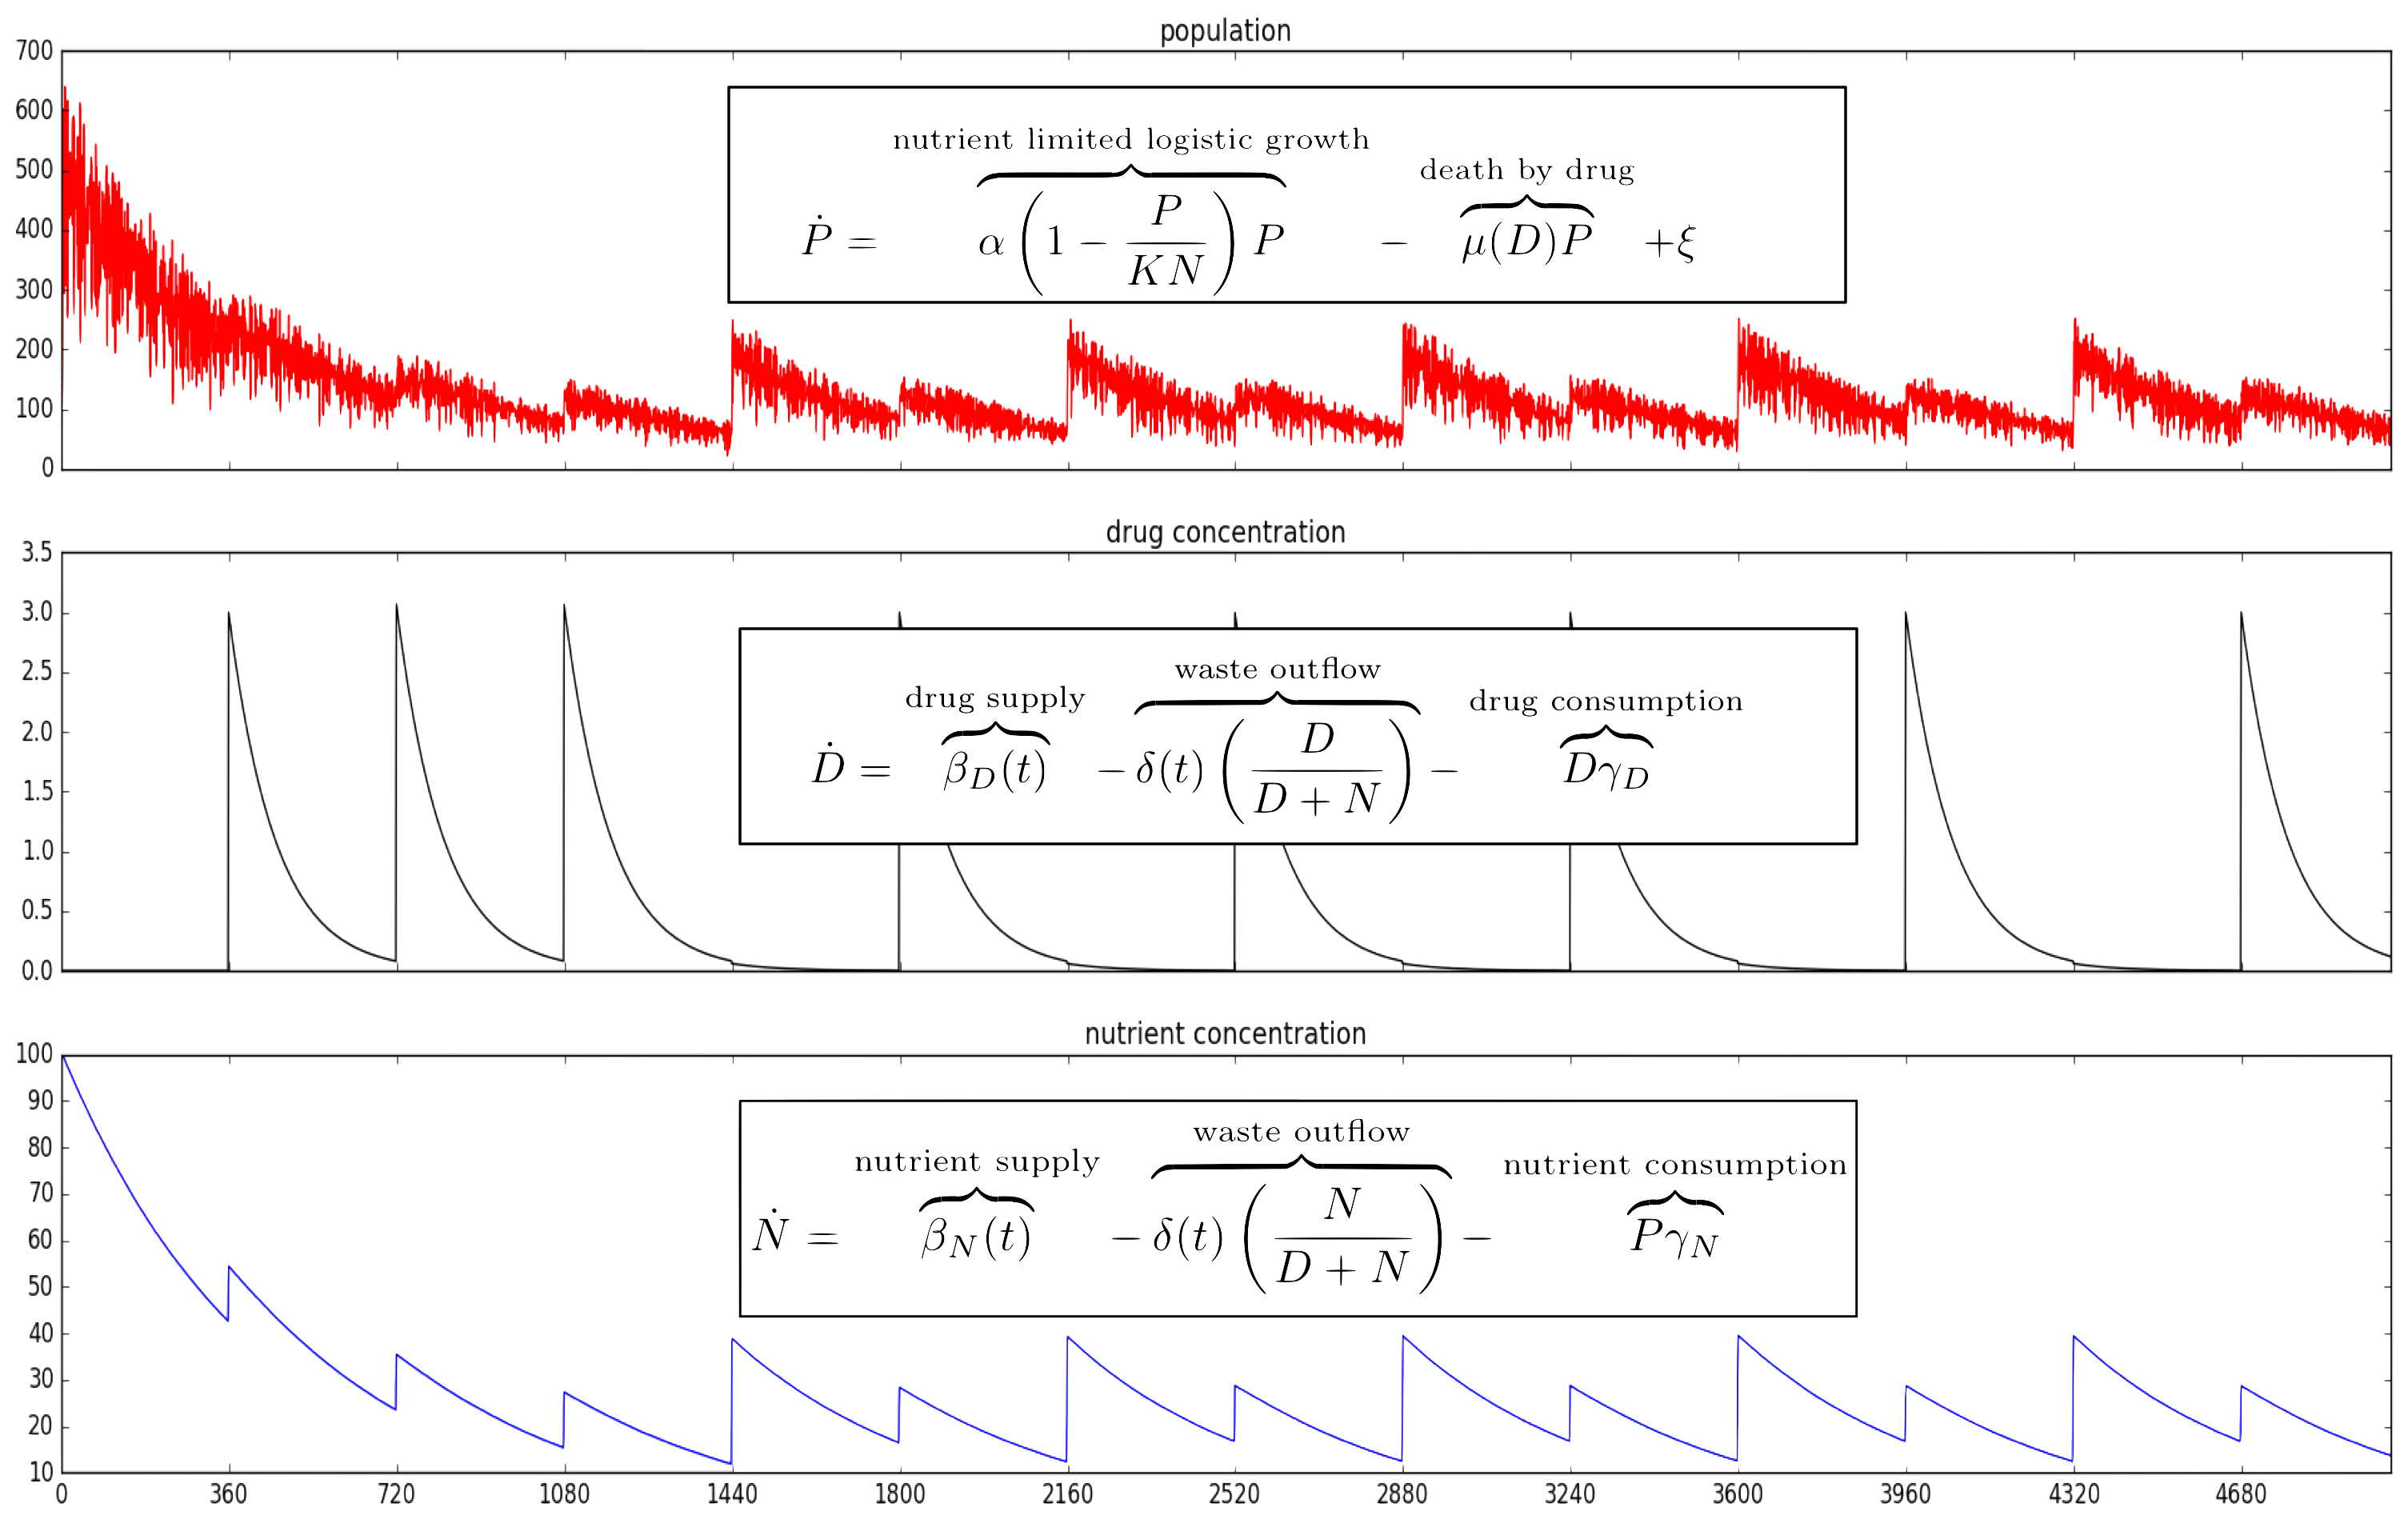 population
700
600
500
400
300
200
100
0
nutrient limited logistic growth
death by drug
Ṗ = α (1 − P/KN) P − μ(D)P + ξ
drug concentration
3.5
3.0
2.5
2.0
1.5
1.0
0.5
0.0
waste outflow
drug supply
drug consumption
Ḋ = β_D(t) − δ(t) (D/(D + N)) − Dγ_D
nutrient concentration
100
90
80
70
60
50
40
30
20
10
waste outflow
nutrient supply
nutrient consumption
Ṅ = β_N(t) − δ(t) (N/(D + N)) − Pγ_N
0 360 720 1080 1440 1800 2160 2520 2880 3240 3600 3960 4320 4680